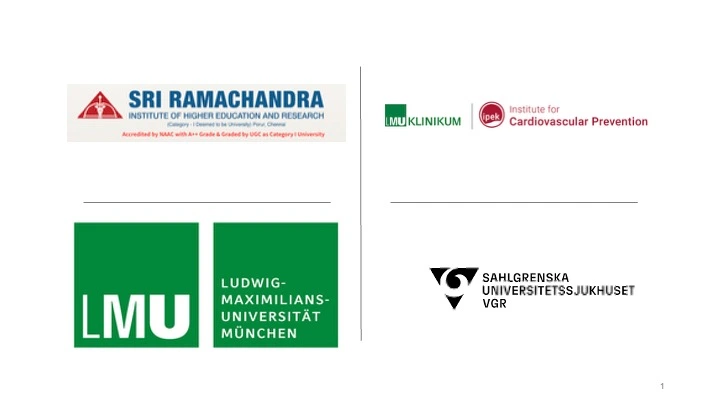 SRI RAMACHANDRA
INSTITUTE OF HIGHER EDUCATION AND RESEARCH
(Category - I Deemed to be University) Porur, Chennai
Accredited by NAAC with A++ Grade & Graded by UGC as Category I University
LMU KLINIKUM
ipek
Institute for
Cardiovascular Prevention
LMU
LUDWIG-
MAXIMILIANS-
UNIVERSITÄT
MÜNCHEN
SAHLGRENSKA
UNIVERSITETSSJUKHUSET
VGR
1